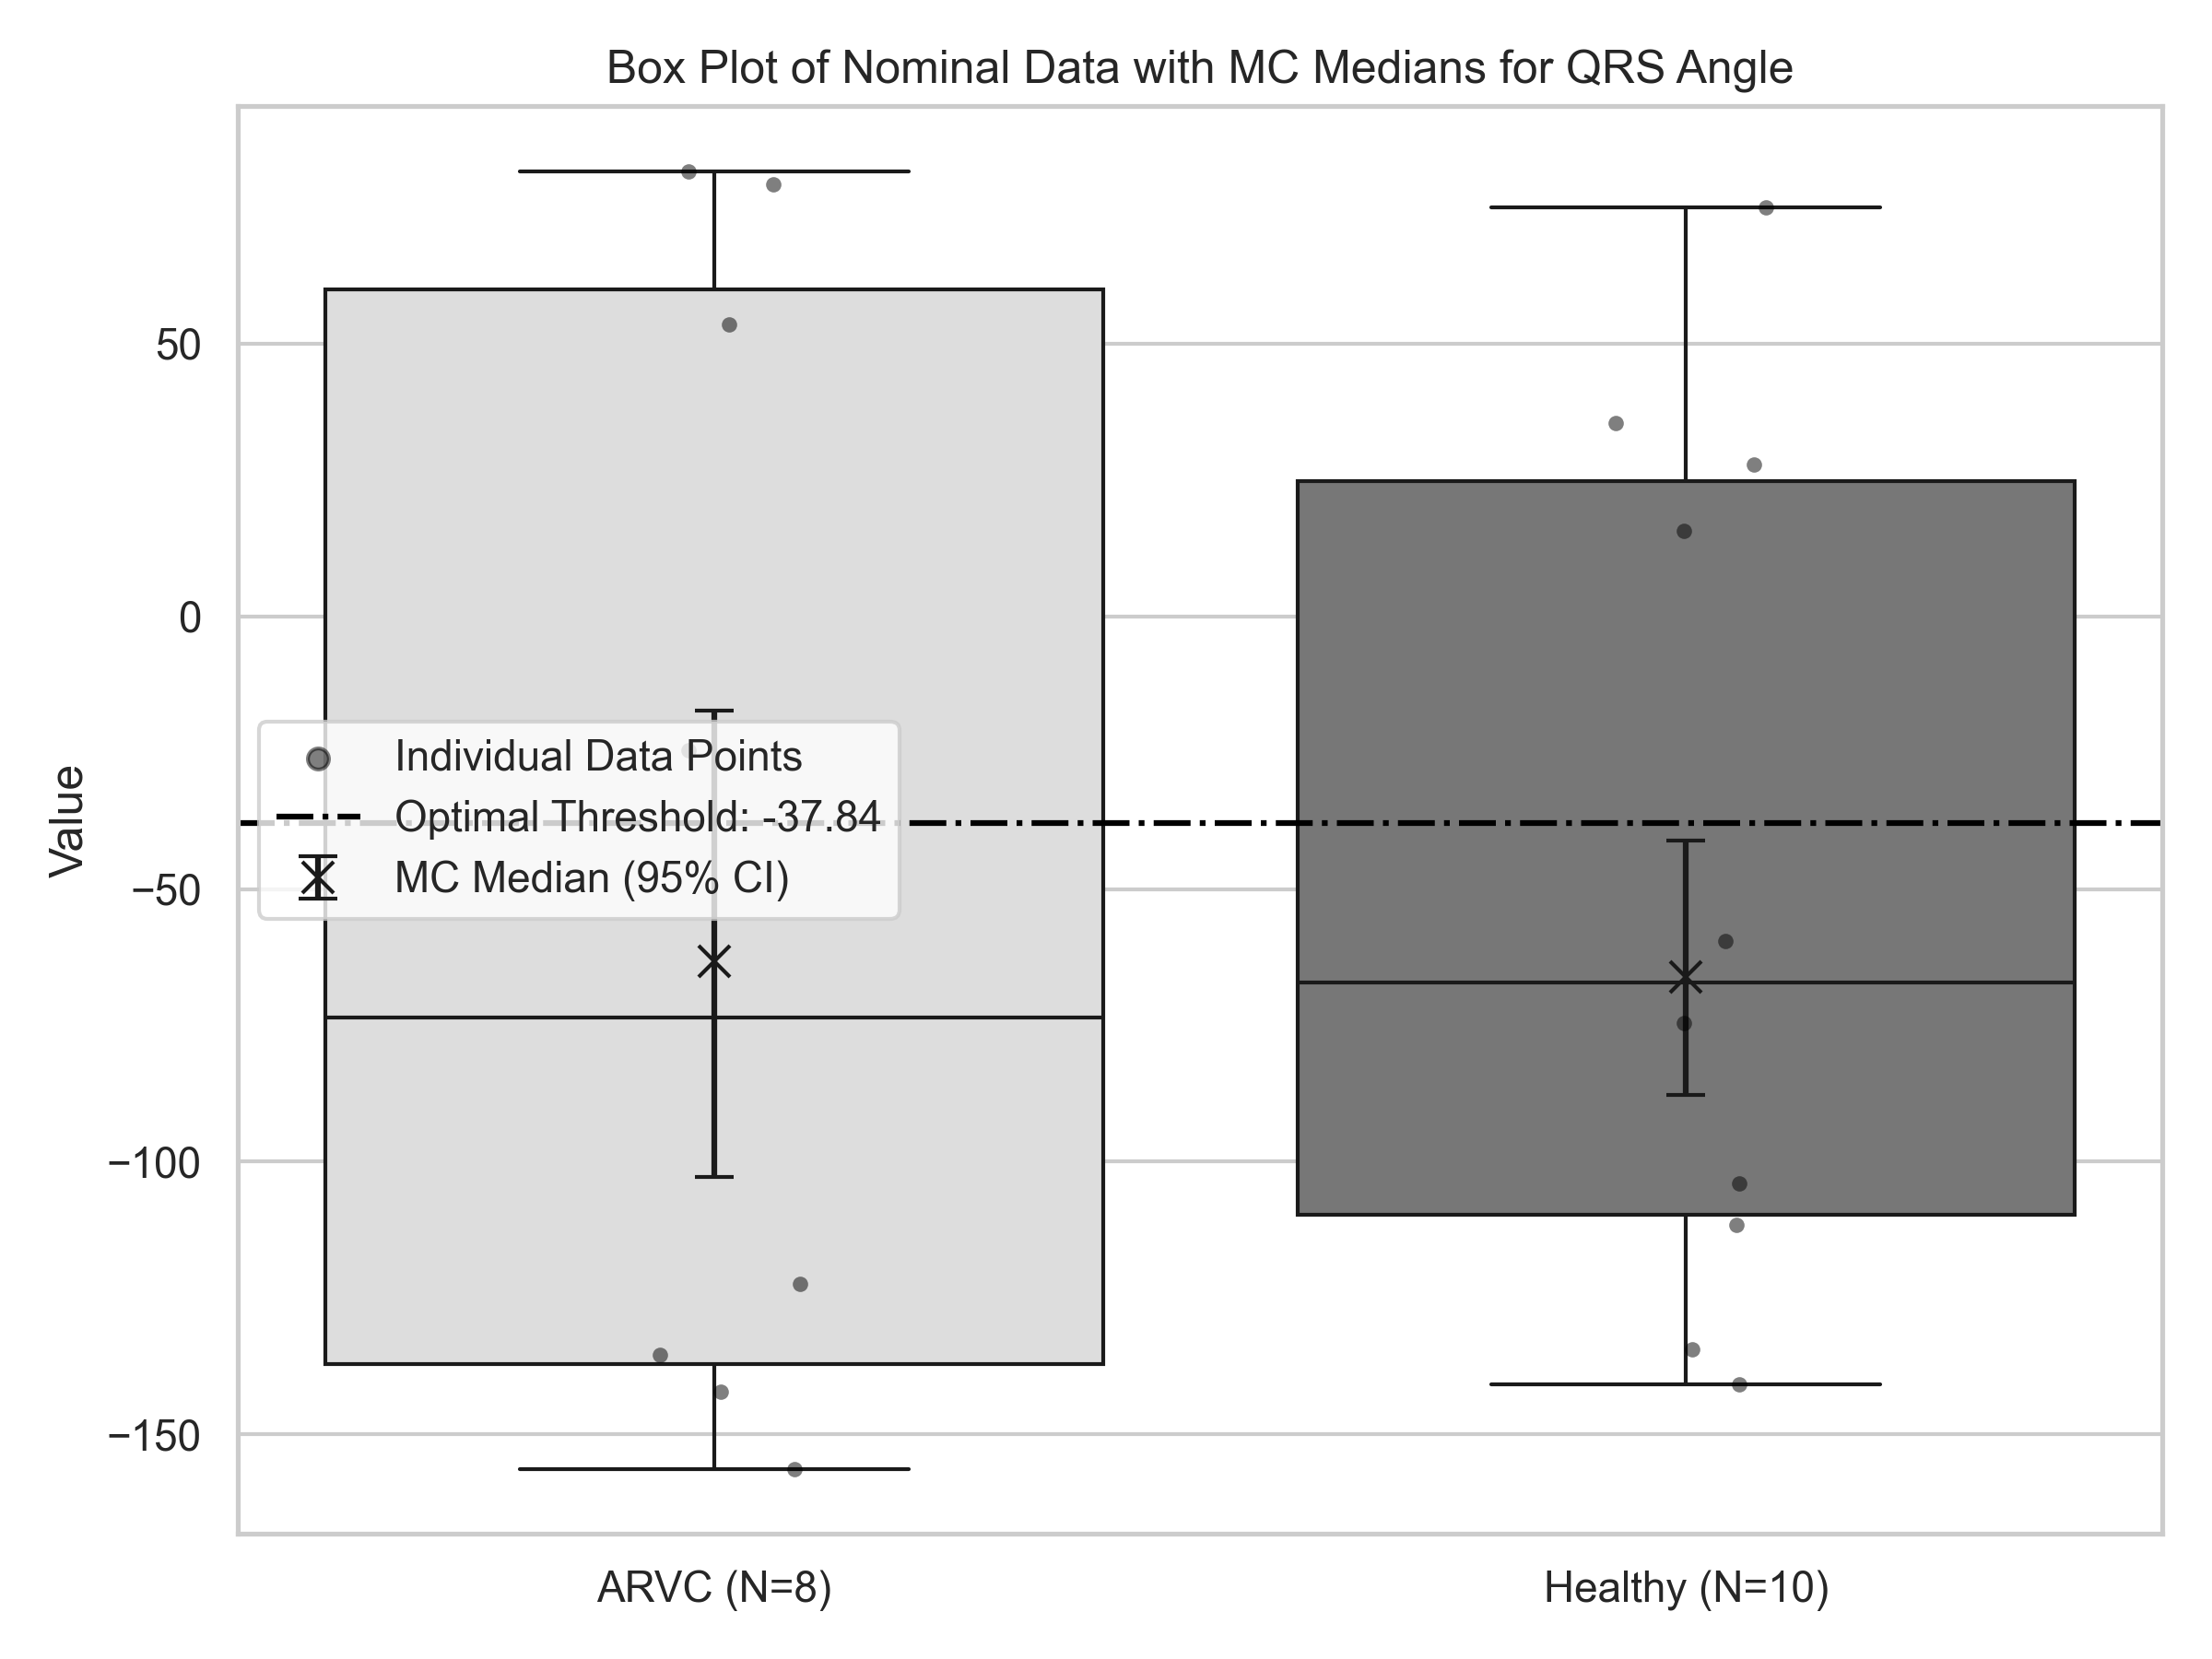 Box Plot of Nominal Data with MC Medians for QRS Angle
Value
50
0
−50
−100
−150
Individual Data Points
Optimal Threshold: -37.84
MC Median (95% CI)
ARVC (N=8)
Healthy (N=10)